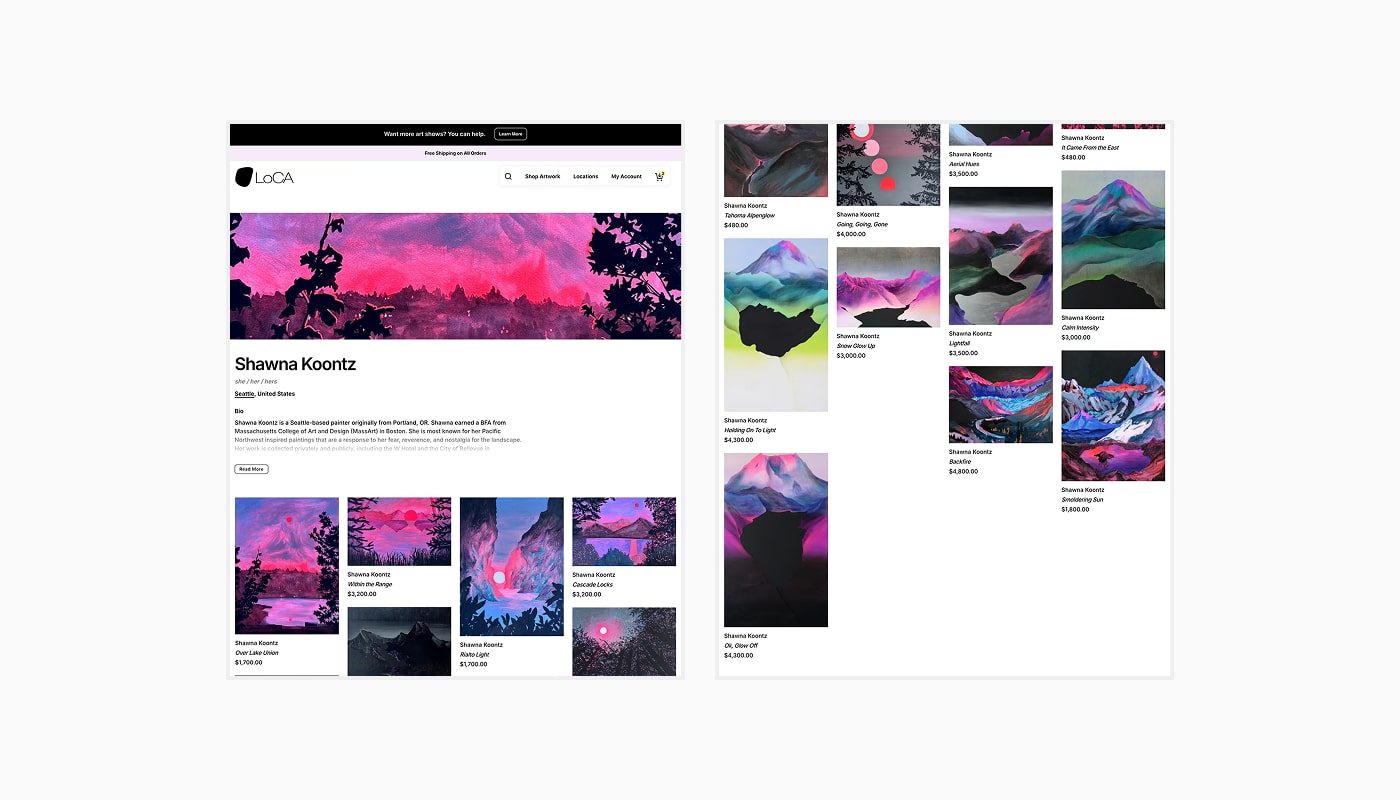 Want more art shows? You can help.
Learn More
Free Shipping on All Orders
LoCA
Shop Artwork
Locations
My Account
Shawna Koontz
she / her / hers
Seattle, United States
Bio
Shawna Koontz is a Seattle-based painter originally from Portland, OR. Shawna earned a BFA from
Massachusetts College of Art and Design (MassArt) in Boston. She is most known for her Pacific
Northwest inspired paintings that are a response to her fear, reverence, and nostalgia for the landscape.
Her work is collected privately and publicly, including the W Hotel and the City of Bellevue in
Read More
Shawna Koontz
Over Lake Union
$1,700.00
Shawna Koontz
Within the Range
$3,200.00
Shawna Koontz
Rialto Light
$1,700.00
Shawna Koontz
Cascade Locks
$3,200.00
Shawna Koontz
Tahoma Alpenglow
$480.00
Shawna Koontz
Holding On To Light
$4,300.00
Shawna Koontz
Ok, Glow Off
$4,300.00
Shawna Koontz
Going, Going, Gone
$4,000.00
Shawna Koontz
Snow Glow Up
$3,000.00
Shawna Koontz
Aerial Hues
$3,500.00
Shawna Koontz
Lightfall
$3,500.00
Shawna Koontz
Backfire
$4,800.00
Shawna Koontz
It Came From the East
$480.00
Shawna Koontz
Calm Intensity
$3,000.00
Shawna Koontz
Smoldering Sun
$1,800.00